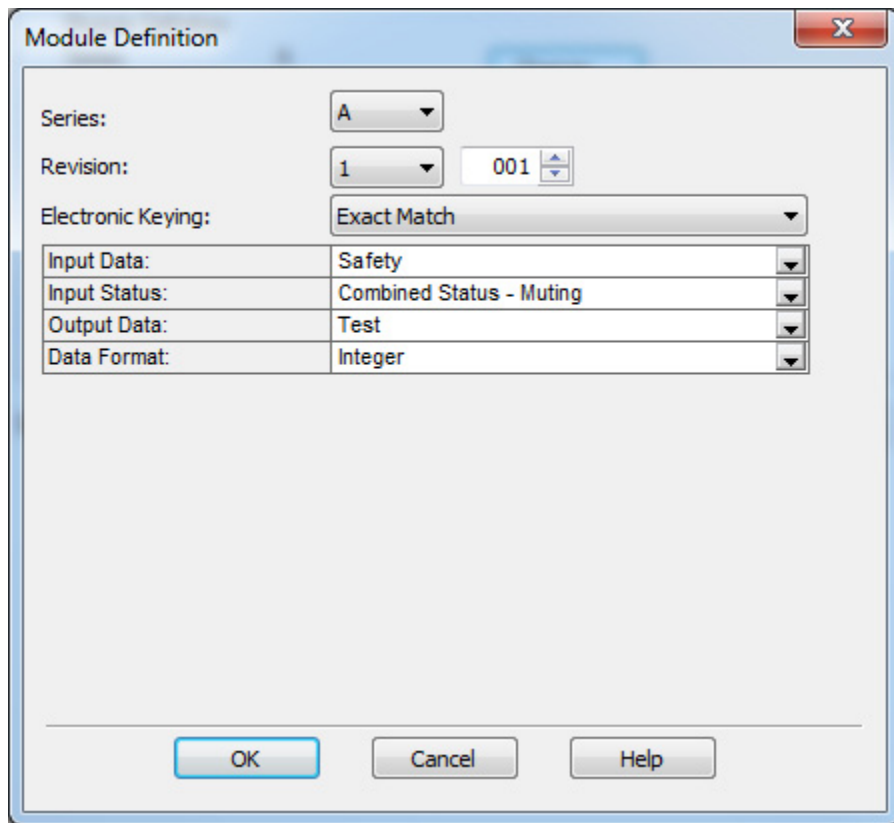 Module Definition
Series: A
Revision: 1 001
Electronic Keying: Exact Match
Input Data: Safety
Input Status: Combined Status - Muting
Output Data: Test
Data Format: Integer
OK Cancel Help